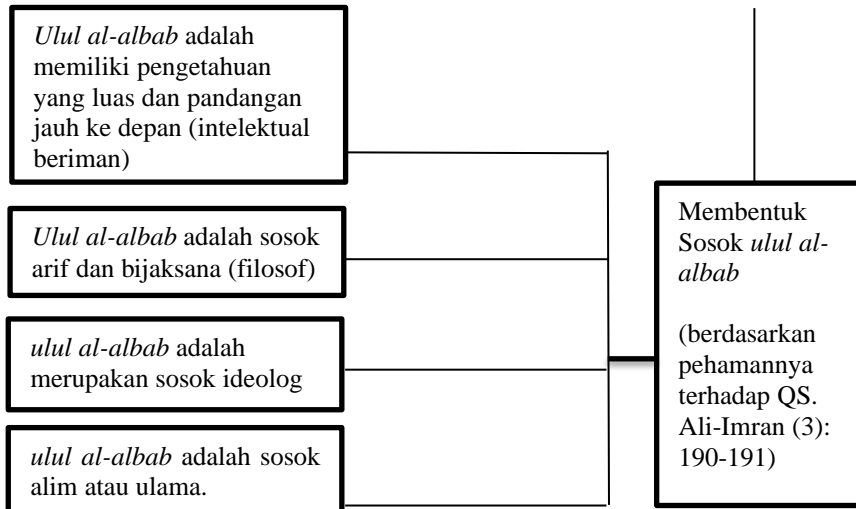 Ulul al-albab adalah
memiliki pengetahuan
yang luas dan pandangan
jauh ke depan (intelektual
beriman)
Ulul al-albab adalah sosok
arif dan bijaksana (filosof)
ulul al-albab adalah
merupakan sosok ideolog
ulul al-albab adalah sosok
alim atau ulama.
Membentuk
Sosok ulul al-
albab
(berdasarkan
pehamannya
terhadap QS.
Ali-Imran (3):
190-191)